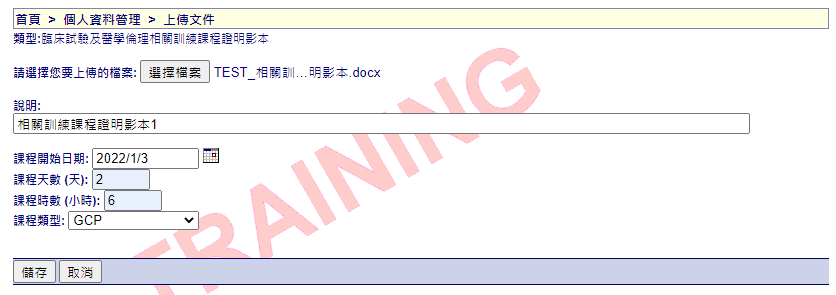 首頁 > 個人資料管理 > 上傳文件
類型:臨床試驗及醫學倫理相關訓練課程證明影本
請選擇您要上傳的檔案: 選擇檔案 TEST_相關訓...明影本.docx
說明:
相關訓練課程證明影本1
課程開始日期: 2022/1/3
課程天數 (天): 2
課程時數 (小時): 6
課程類型: GCP
TRAINING
儲存 取消